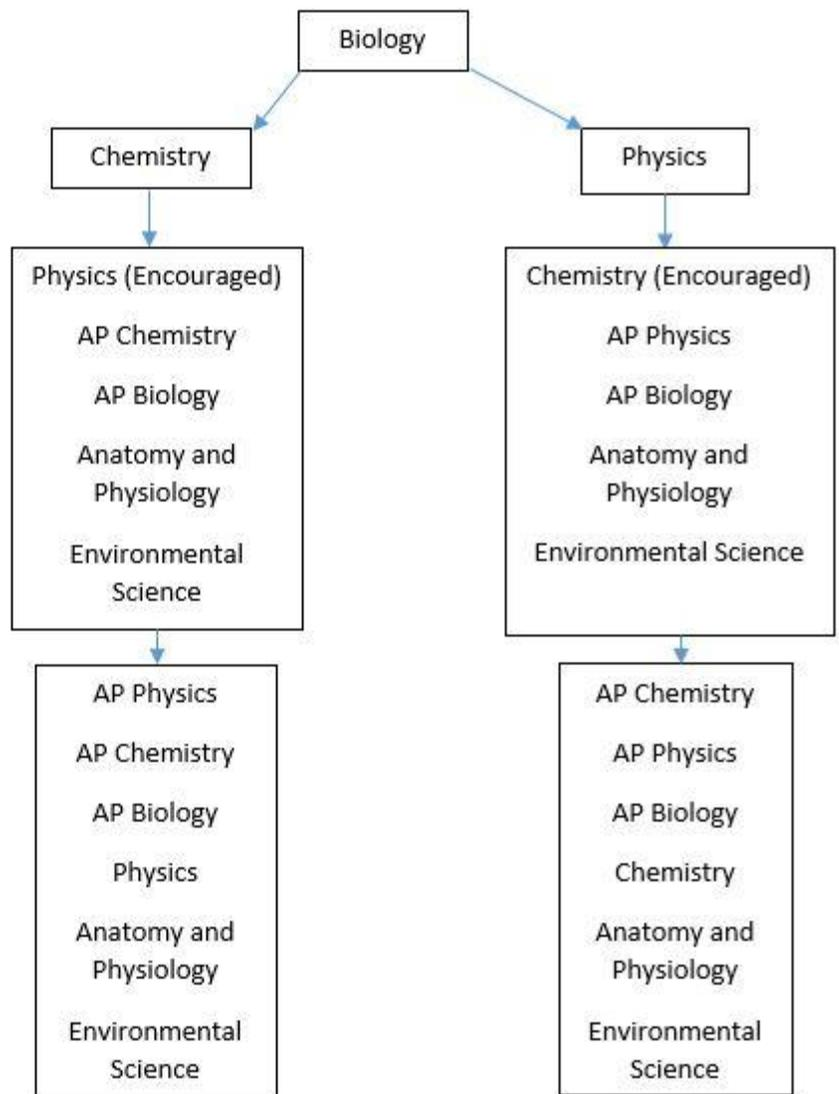 Biology
Chemistry
Physics
Physics (Encouraged)
AP Chemistry
AP Biology
Anatomy and
Physiology
Environmental
Science
Chemistry (Encouraged)
AP Physics
AP Biology
Anatomy and
Physiology
Environmental Science
AP Physics
AP Chemistry
AP Biology
Physics
Anatomy and
Physiology
Environmental
Science
AP Chemistry
AP Physics
AP Biology
Chemistry
Anatomy and
Physiology
Environmental
Science